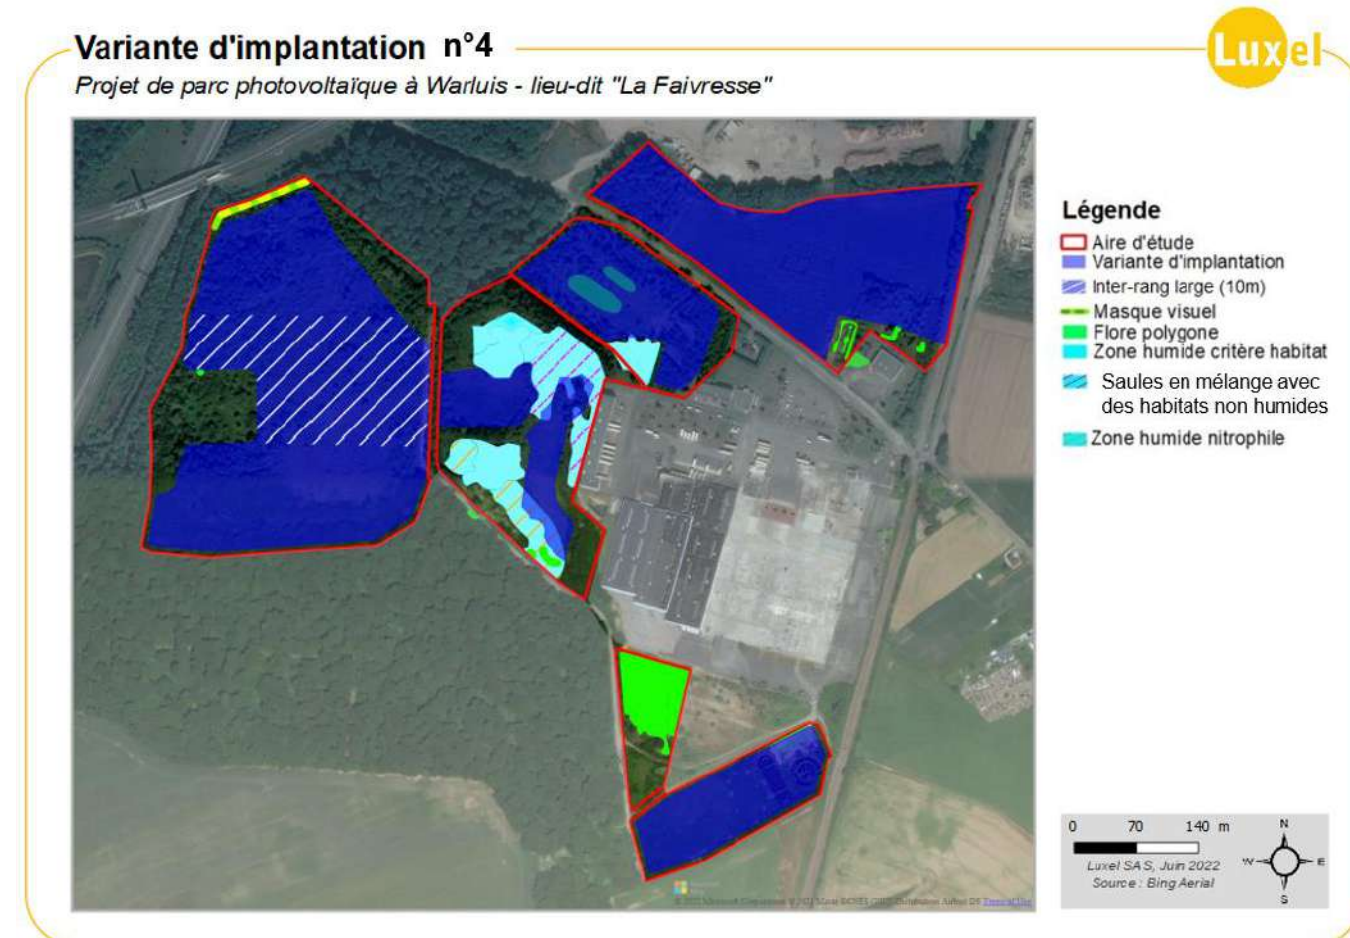 Variante d'implantation n°4
Luxel
Projet de parc photovoltaïque à Warluis - lieu-dit "La Faivresse"
Légende
Aire d'étude
Variante d'implantation
Inter-rang large (10m)
Masque visuel
Flore polygone
Zone humide critère habitat
Saules en mélange avec
des habitats non humides
Zone humide nitrophile
0 70 140 m
N
W E
S
Luxel SAS, Juin 2022
Source : Bing Aerial